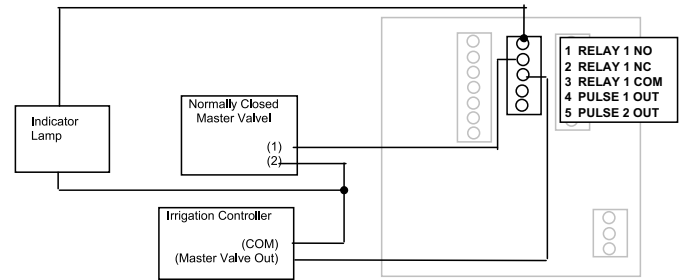 1 RELAY 1 NO
2 RELAY 1 NC
3 RELAY 1 COM
4 PULSE 1 OUT
5 PULSE 2 OUT
Indicator
Lamp
Normally Closed
Master Valvel
(1)
(2)
Irrigation Controller
(COM)
(Master Valve Out)